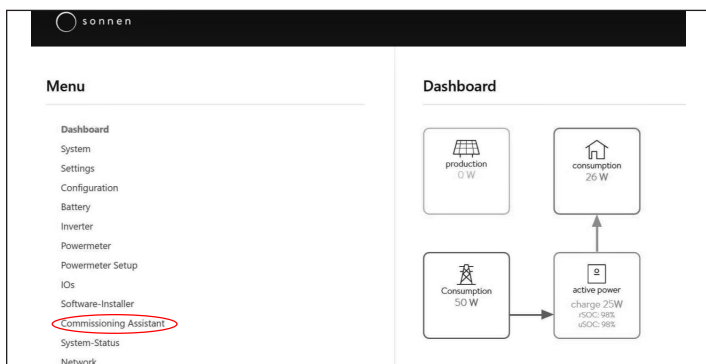 sonnen
Menu
Dashboard
System
Settings
Configuration
Battery
Inverter
Powermeter
Powermeter Setup
IOs
Software-Installer
Commissioning Assistant
System-Status
Network
Dashboard
production
0 W
consumption
26 W
Consumption
50 W
active power
charge 25W
rSOC: 98%
uSOC: 98%